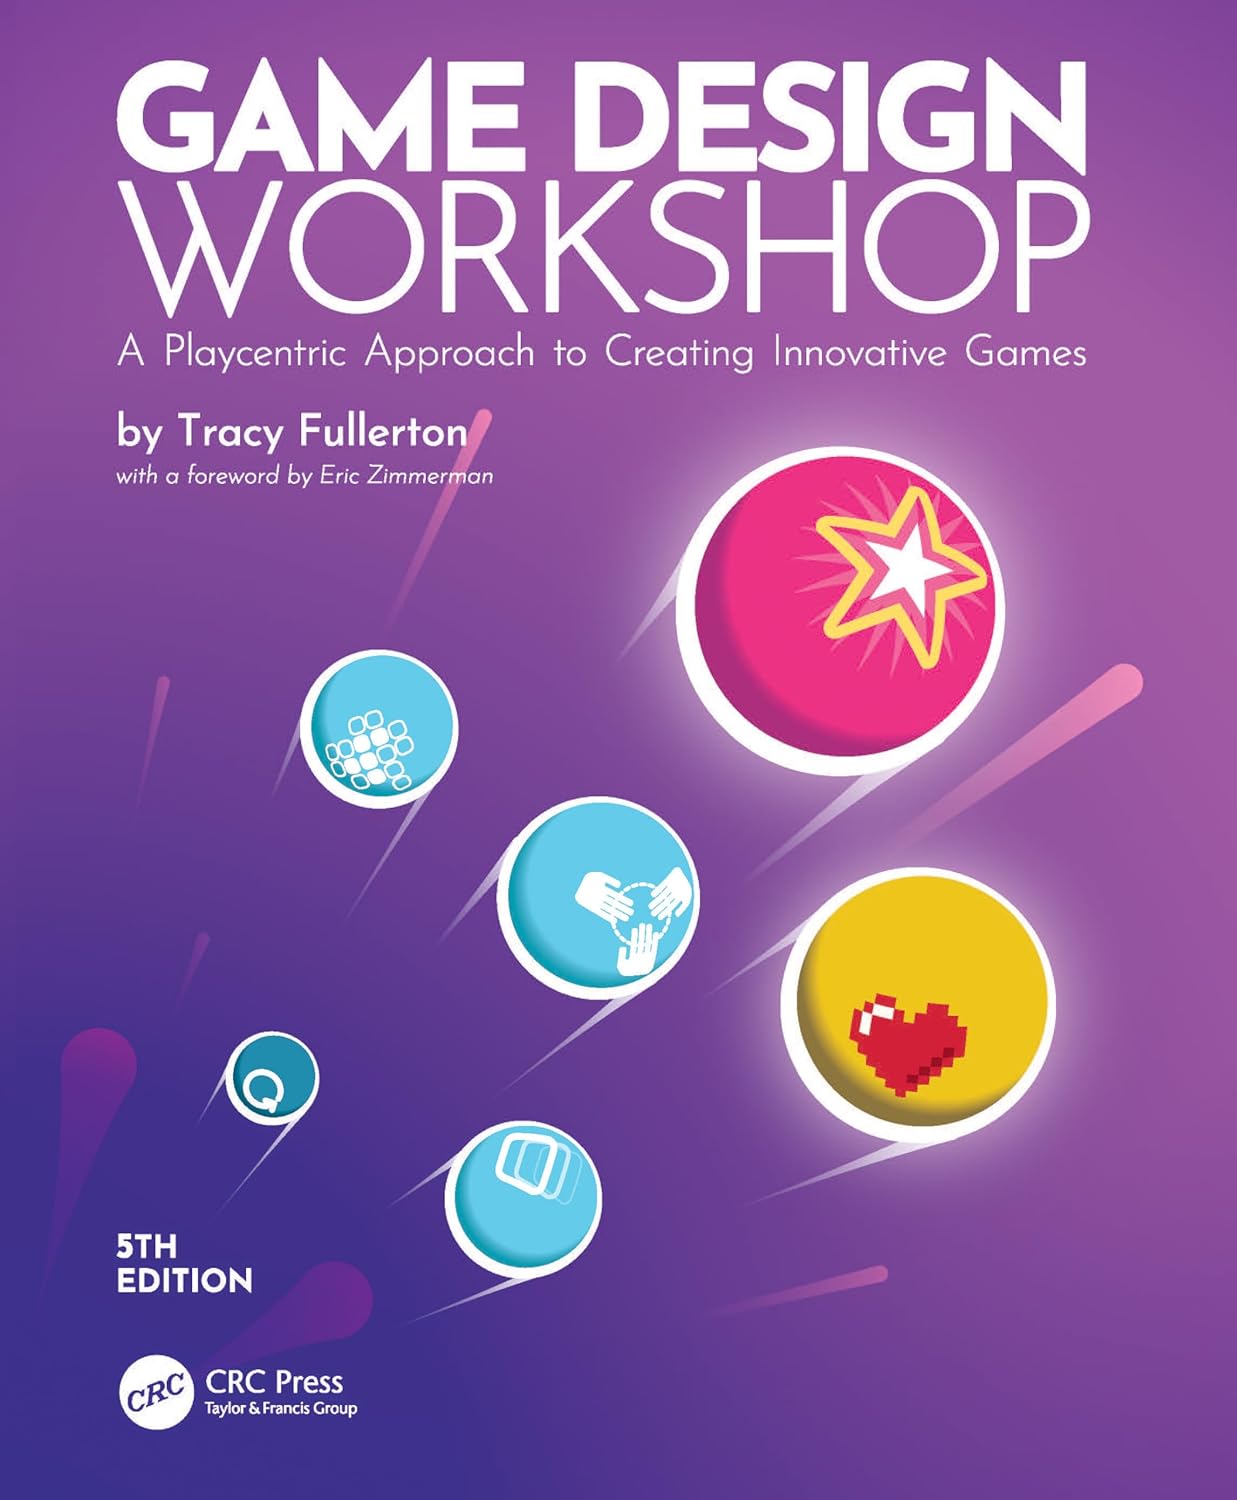 GAME DESIGN
WORKSHOP
A Playcentric Approach to Creating Innovative Games
by Tracy Fullerton
with a foreword by Eric Zimmerman
5TH
EDITION
CRC
CRC Press
Taylor & Francis Group